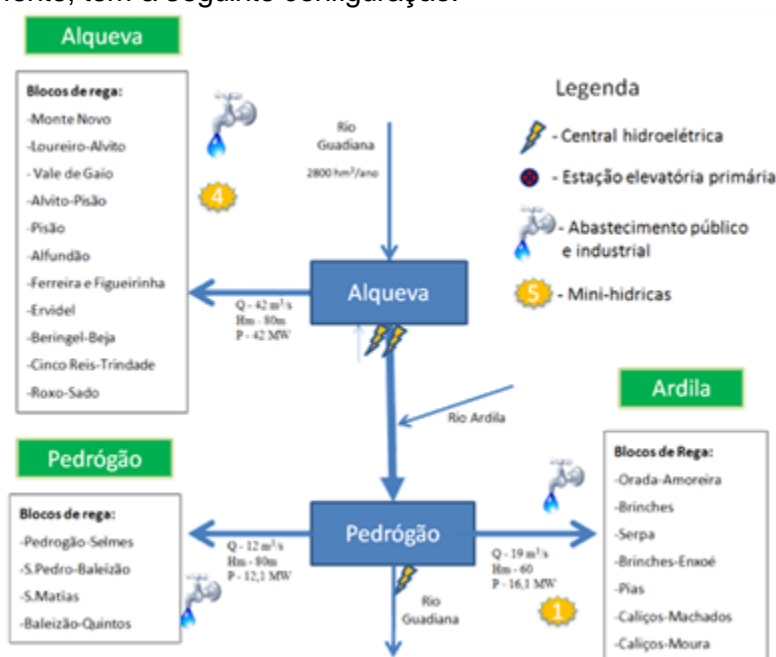 mente, tem a seguinte configuração:
Alqueva
Blocos de rega:
-Monte Novo
-Loureiro-Alvito
- Vale de Gaio
-Alvito-Pisão
-Pisão
-Alfundão
-Ferreira e Figueirinha
-Ervidel
-Beringel-Beja
-Cinco Reis-Trindade
-Roxo-Sado
4
Rio
Guadiana
2800 hm³/ano
Legenda
- Central hidroelétrica
- Estação elevatória primária
- Abastecimento público
e industrial
5 - Mini-hidricas
Alqueva
Q - 42 m³/s
Hm - 80m
P - 42 MW
Rio Ardila
Ardila
Blocos de Rega:
-Orada-Amoreira
-Brinches
-Serpa
-Brinches-Enxoé
-Pias
-Caliços-Machados
-Caliços-Moura
Pedrógão
Blocos de rega:
-Pedrogão-Selmes
-S.Pedro-Baleizão
-S.Matias
-Baleizão-Quintos
Pedrógão
Q - 12 m³/s
Hm - 80m
P - 12,1 MW
Q - 19 m³/s
Hm - 60
P - 16,1 MW
1
Rio
Guadiana